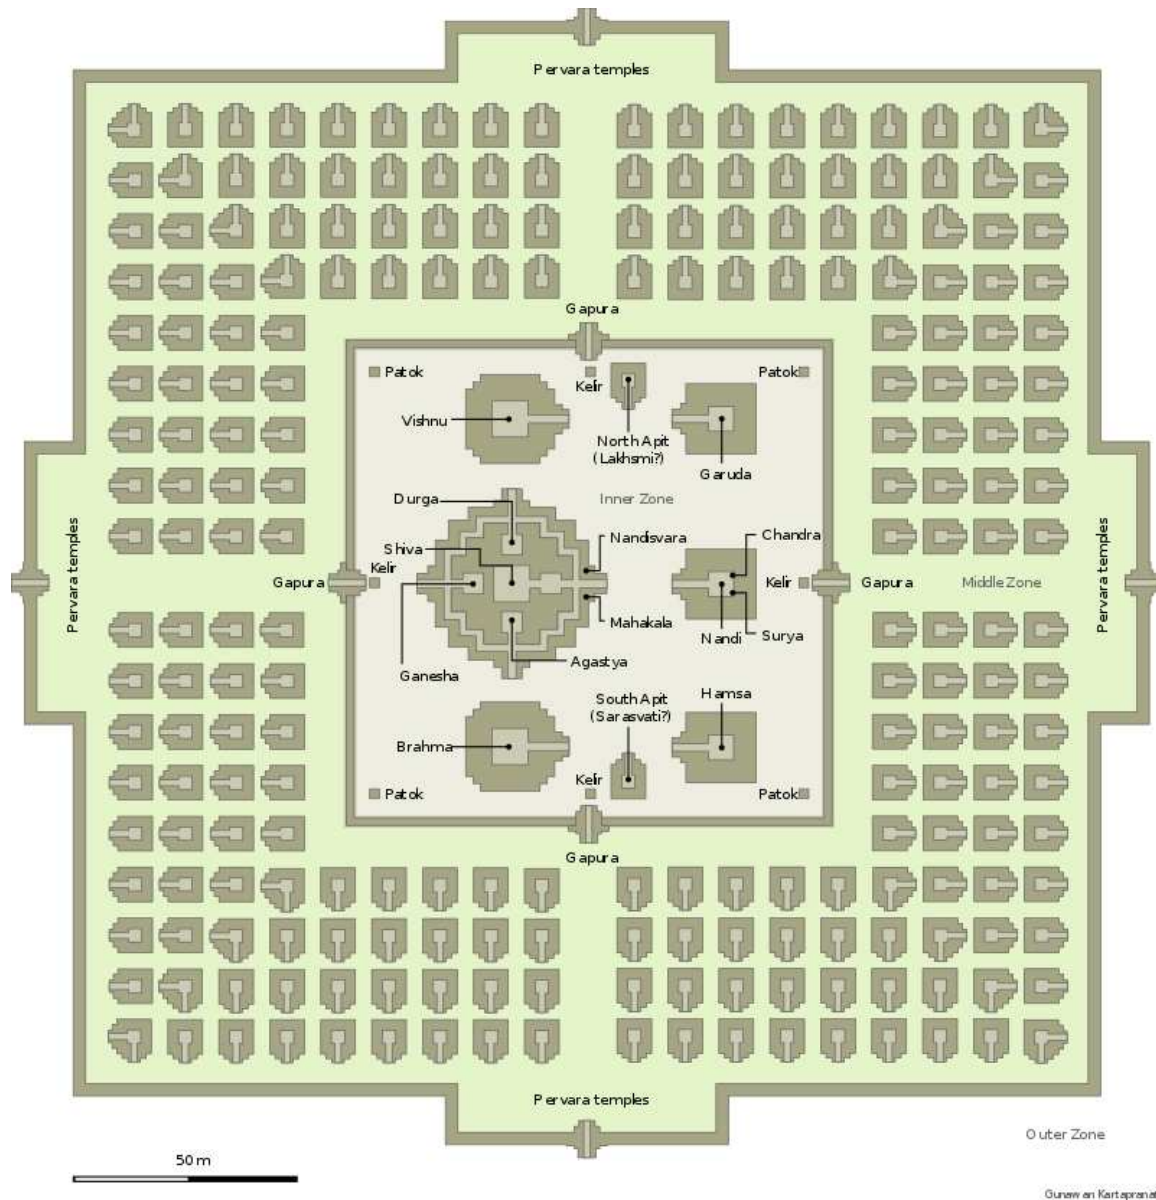 Pervara temples
Gapura
Patok
Kelir
Patok
Vishnu
North Apit
(Lakhsmi?)
Garuda
Durga
Inner Zone
Nandisvara
Chandra
Shiva
Kelir
Gapura
Kelir
Gapura
Middle Zone
Pervara temples
Pervara temples
Mahakala
Nandi
Surya
Agastya
Ganesha
South Apit
(Sarasvati?)
Hamsa
Brahma
Kelir
Patok
Patok
Gapura
Pervara temples
Outer Zone
50 m
Gunawan Kartapranat